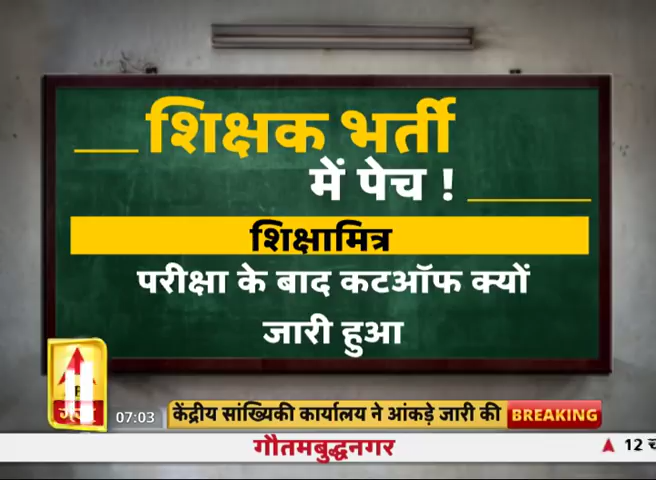 शिक्षक भर्ती
में पेच !
शिक्षामित्र
परीक्षा के बाद कटऑफ क्यों
जारी हुआ
07:03
केंद्रीय सांख्यिकी कार्यालय ने आंकड़े जारी की
BREAKING
गौतमबुद्धनगर
12